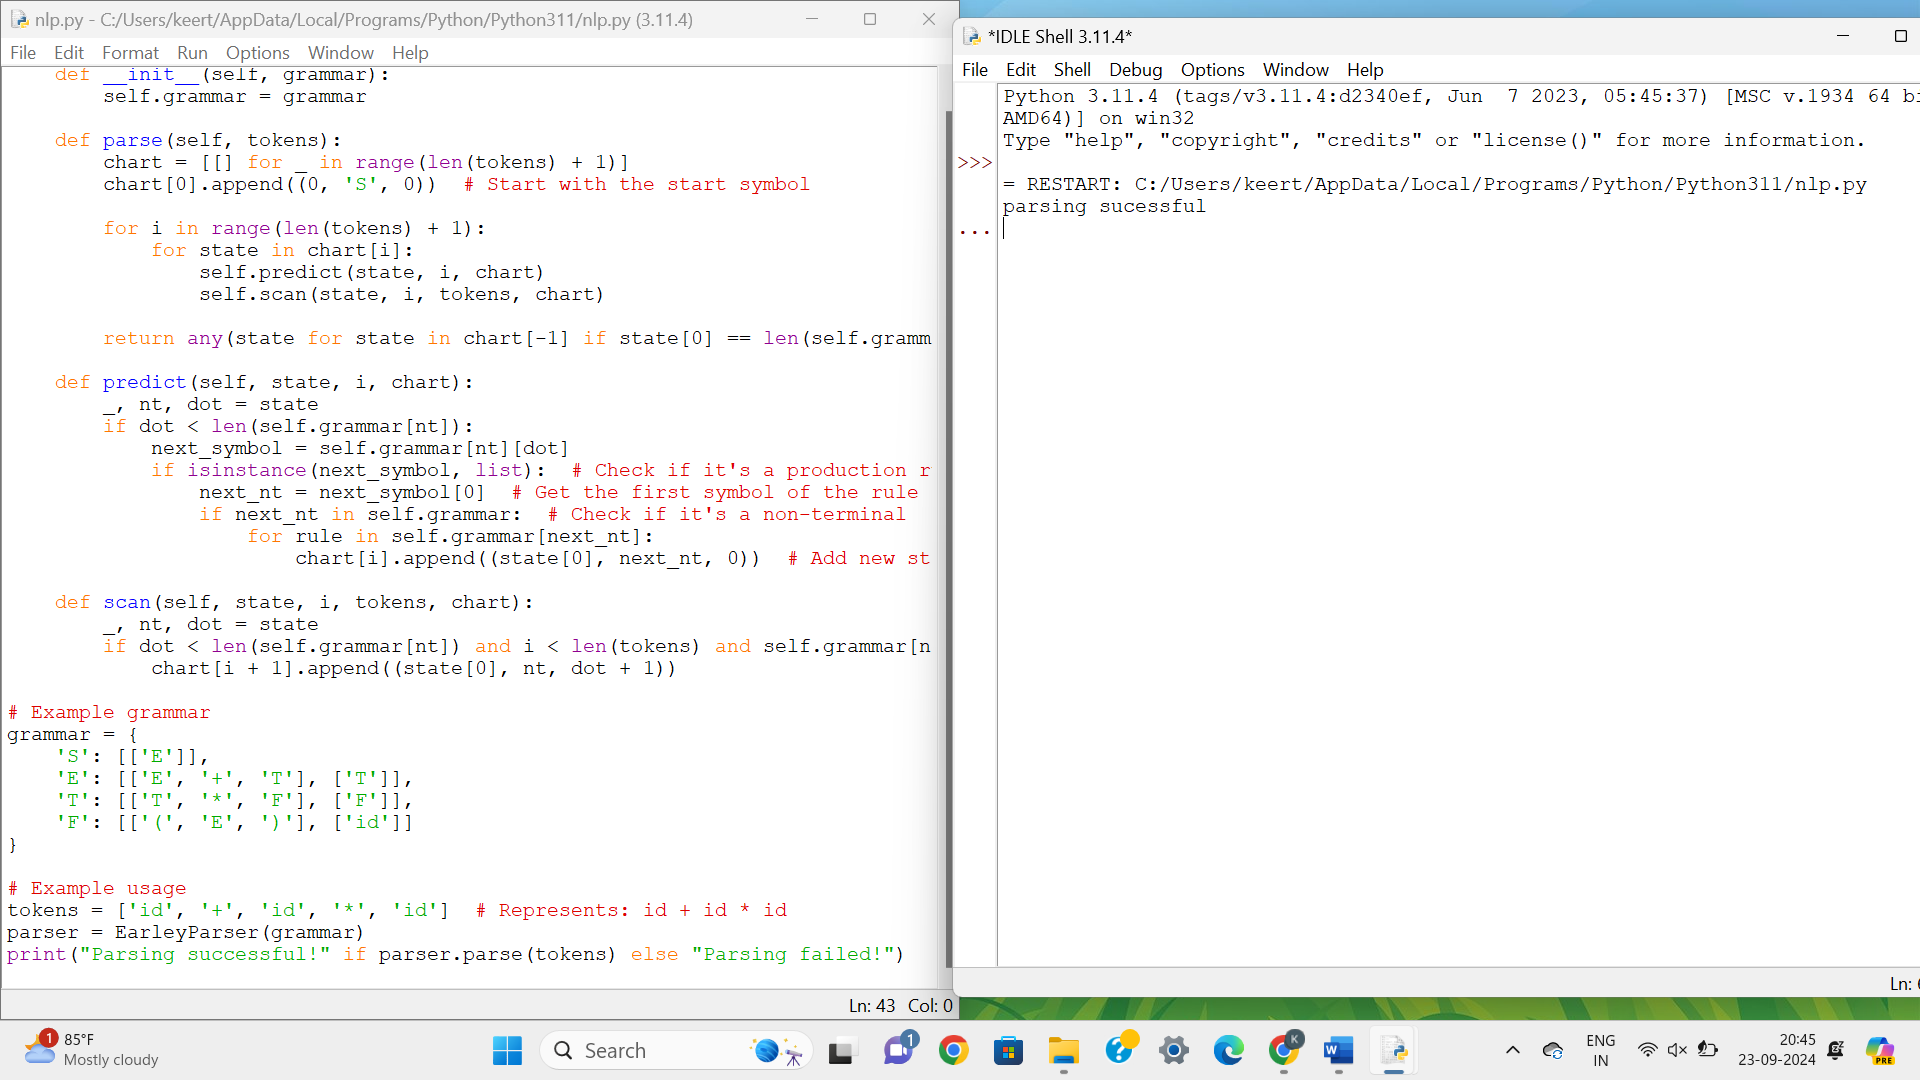 nlp.py - C:/Users/keert/AppData/Local/Programs/Python/Python311/nlp.py (3.11.4)
File Edit Format Run Options Window Help
def __init__(self, grammar):
self.grammar = grammar
def parse(self, tokens):
chart = [[] for _ in range(len(tokens) + 1)]
chart[0].append((0, 'S', 0))  # Start with the start symbol
for i in range(len(tokens) + 1):
for state in chart[i]:
self.predict(state, i, chart)
self.scan(state, i, tokens, chart)
return any(state for state in chart[-1] if state[0] == len(self.gramm
def predict(self, state, i, chart):
_, nt, dot = state
if dot < len(self.grammar[nt]):
next_symbol = self.grammar[nt][dot]
if isinstance(next_symbol, list):  # Check if it's a production r
next_nt = next_symbol[0]  # Get the first symbol of the rule
if next_nt in self.grammar:  # Check if it's a non-terminal
for rule in self.grammar[next_nt]:
chart[i].append((state[0], next_nt, 0))  # Add new st
def scan(self, state, i, tokens, chart):
_, nt, dot = state
if dot < len(self.grammar[nt]) and i < len(tokens) and self.grammar[n
chart[i + 1].append((state[0], nt, dot + 1))
# Example grammar
grammar = {
'S': [['E']],
'E': [['E', '+', 'T'], ['T']],
'T': [['T', '*', 'F'], ['F']],
'F': [['(', 'E', ')'], ['id']]
}
# Example usage
tokens = ['id', '+', 'id', '*', 'id']  # Represents: id + id * id
parser = EarleyParser(grammar)
print("Parsing successful!" if parser.parse(tokens) else "Parsing failed!")
Ln: 43 Col: 0
*IDLE Shell 3.11.4*
File Edit Shell Debug Options Window Help
Python 3.11.4 (tags/v3.11.4:d2340ef, Jun  7 2023, 05:45:37) [MSC v.1934 64 bi
AMD64)] on win32
Type "help", "copyright", "credits" or "license()" for more information.
>>>
= RESTART: C:/Users/keert/AppData/Local/Programs/Python/Python311/nlp.py
parsing sucessful
...
Ln: 6
1
85°F
Mostly cloudy
Search
1
K
ENG
IN
20:45
23-09-2024
PRE